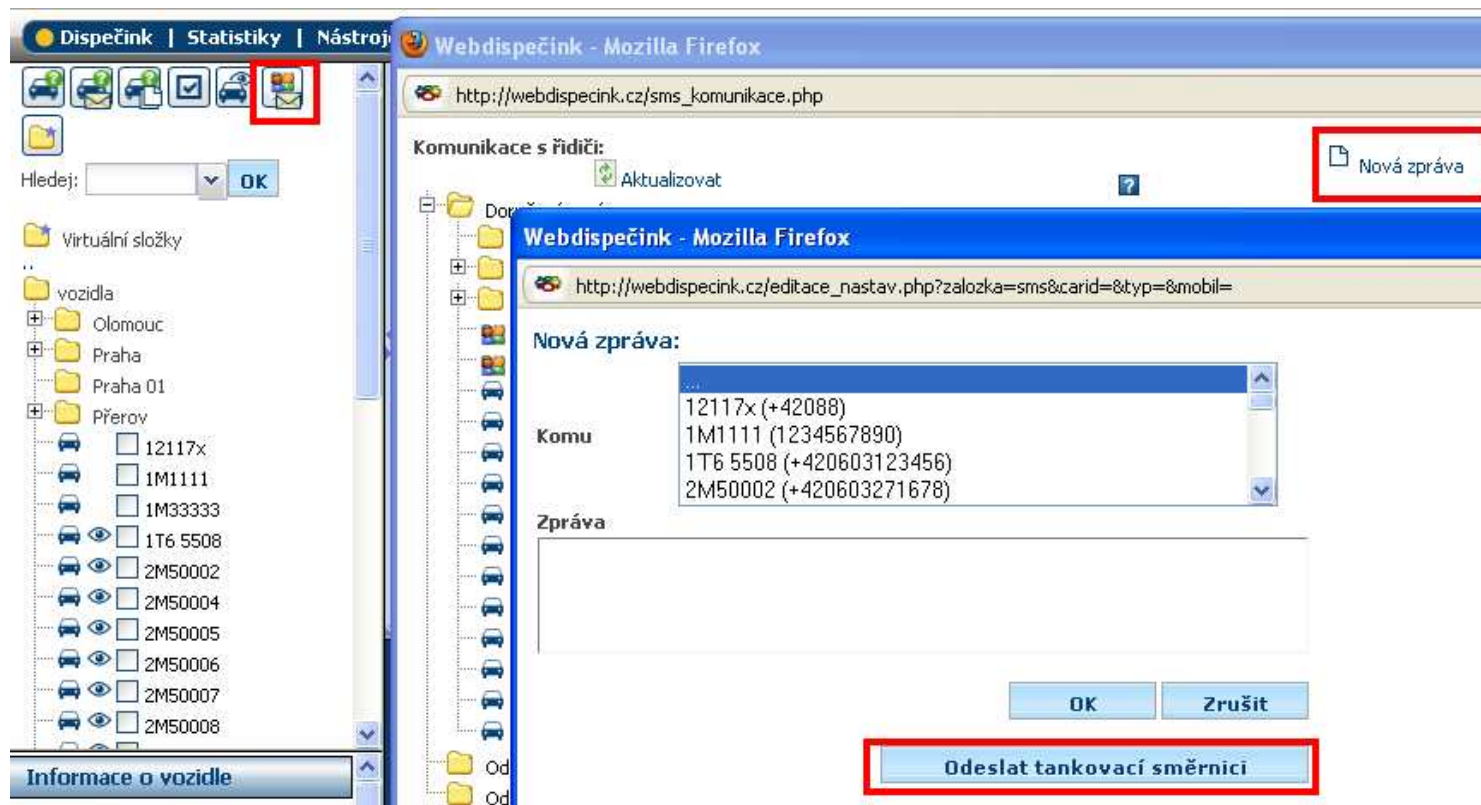 Dispečink | Statistiky | Nástroj
Hledej:
OK
Virtuální složky
..
vozidla
Olomouc
Praha
Praha 01
Přerov
12117x
1M1111
1M33333
1T6 5508
2M50002
2M50004
2M50005
2M50006
2M50007
2M50008
Informace o vozidle
Webdispečink - Mozilla Firefox
http://webdispecink.cz/sms_komunikace.php
Komunikace s řidiči:
Aktualizovat
?
Nová zpráva
Od
Od
Webdispečink - Mozilla Firefox
http://webdispecink.cz/editace_nastav.php?zalozka=sms&carid=&typ=&mobil=
Nová zpráva:
Komu
...
12117x (+42088)
1M1111 (1234567890)
1T6 5508 (+420603123456)
2M50002 (+420603271678)
Zpráva
OK Zrušit
Odeslat tankovací směrnici